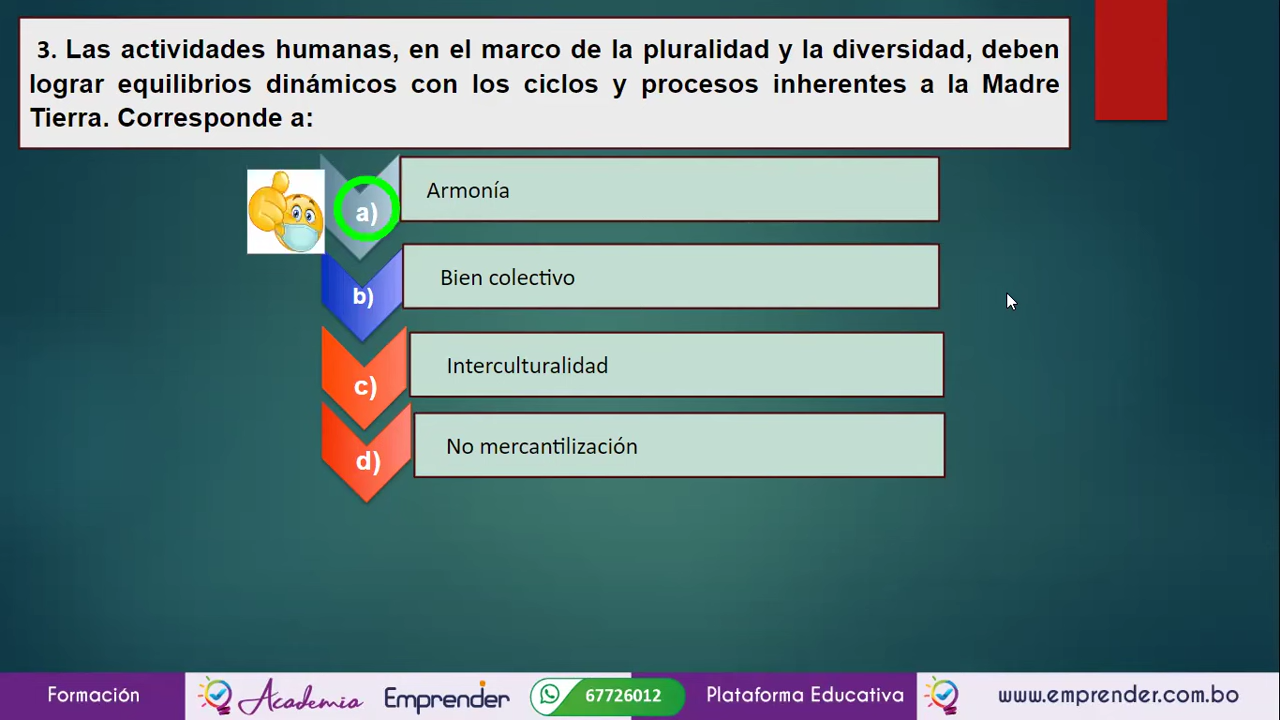 3. Las actividades humanas, en el marco de la pluralidad y la diversidad, deben
lograr equilibrios dinámicos con los ciclos y procesos inherentes a la Madre
Tierra. Corresponde a:
a) Armonía
b) Bien colectivo
c) Interculturalidad
d) No mercantilización
Formación Academia Emprender 67726012 Plataforma Educativa www.emprender.com.bo